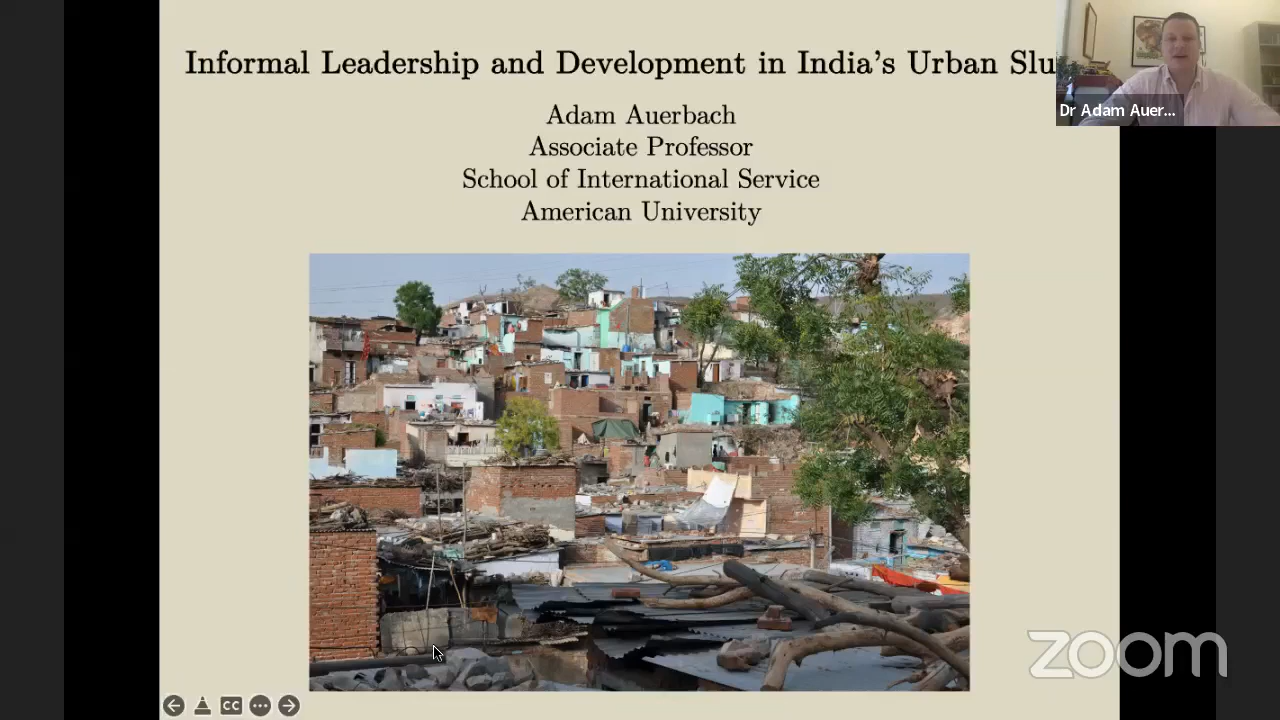 Informal Leadership and Development in India's Urban Slu
Adam Auerbach
Associate Professor
School of International Service
American University
Dr Adam Auer...
CC
zoom